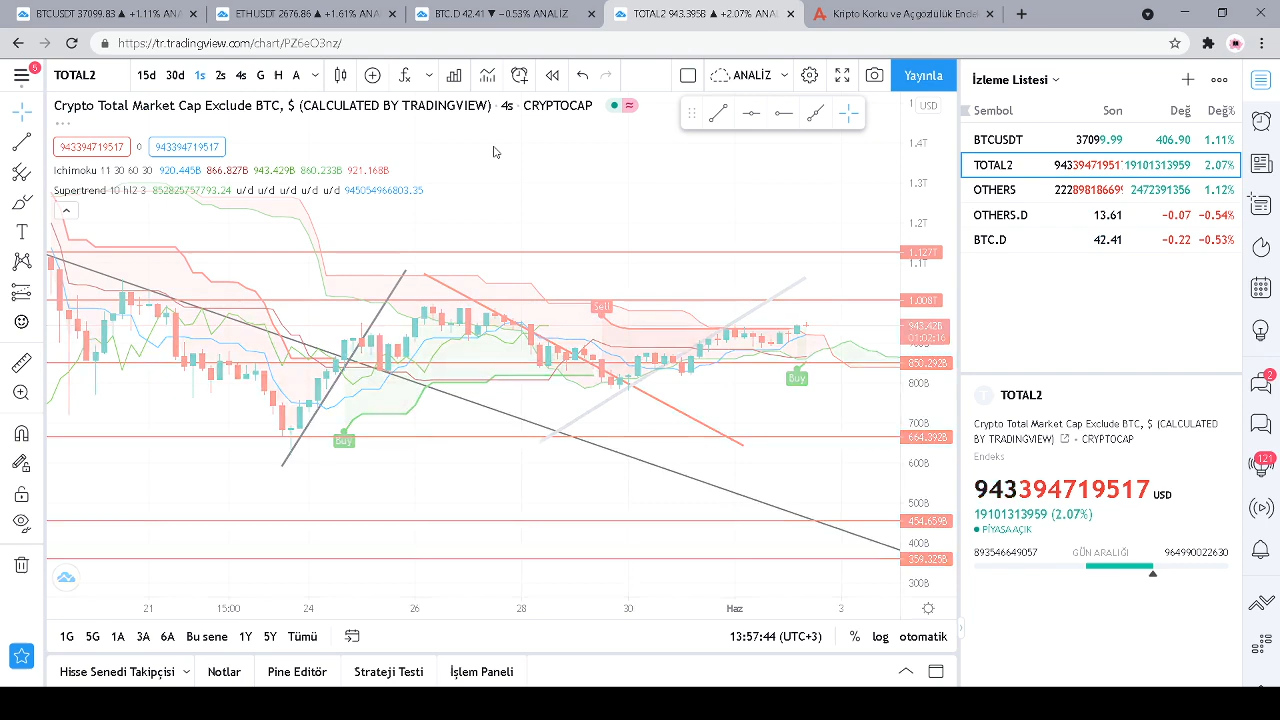 BTCUSDT 37099.83 ▲ +1.11% ANAL
ETHUSDT 2676.86 ▲ +1.61% ANALİZ
BTC.D 42.41 ▼ −0.53% ANALİZ
TOTAL2 943.395B ▲ +2.07% ANAL
Kripto Korku ve Açgözülük Endek
https://tr.tradingview.com/chart/PZ6eO3nz/
5
TOTAL2
15d 30d 1s 2s 4s G H A
ANALİZ
Yayınla
Crypto Total Market Cap Exclude BTC, $ (CALCULATED BY TRADINGVIEW) · 4s · CRYPTOCAP
943394719517 0 943394719517
Ichimoku 11 30 60 30 920.445B 866.827B 943.429B 860.233B 921.168B
Supertrend 10 hl2 3 852825757793.24 u/d u/d u/d u/d u/d 945054966803.35
USD
1.4T
1.3T
1.2T
1.127T
1.1T
1.008T
943.42B
01:02:16
850.292B
800B
700B
664.392B
600B
500B
454.659B
400B
359.325B
300B
Sell
Buy
Buy
21 15:00 24 26 28 30 Haz 3
1G 5G 1A 3A 6A Bu sene 1Y 5Y Tümü
13:57:44 (UTC+3) % log otomatik
Hisse Senedi Takipçisi Notlar Pine Editör Strateji Testi İşlem Paneli
İzleme Listesi
Sembol Son Değ Değ%
BTCUSDT 37099.99 406.90 1.11%
TOTAL2 94339471951 19101313959 2.07%
OTHERS 22289818669 2472391356 1.12%
OTHERS.D 13.61 −0.07 −0.54%
BTC.D 42.41 −0.22 −0.53%
T TOTAL2
Crypto Total Market Cap Exclude BTC, $ (CALCULATED
BY TRADINGVIEW) • CRYPTOCAP
Endeks
943394719517 USD
19101313959 (2.07%)
PİYASA AÇIK
893546649057 GÜN ARALIĞI 964990022630
2
121